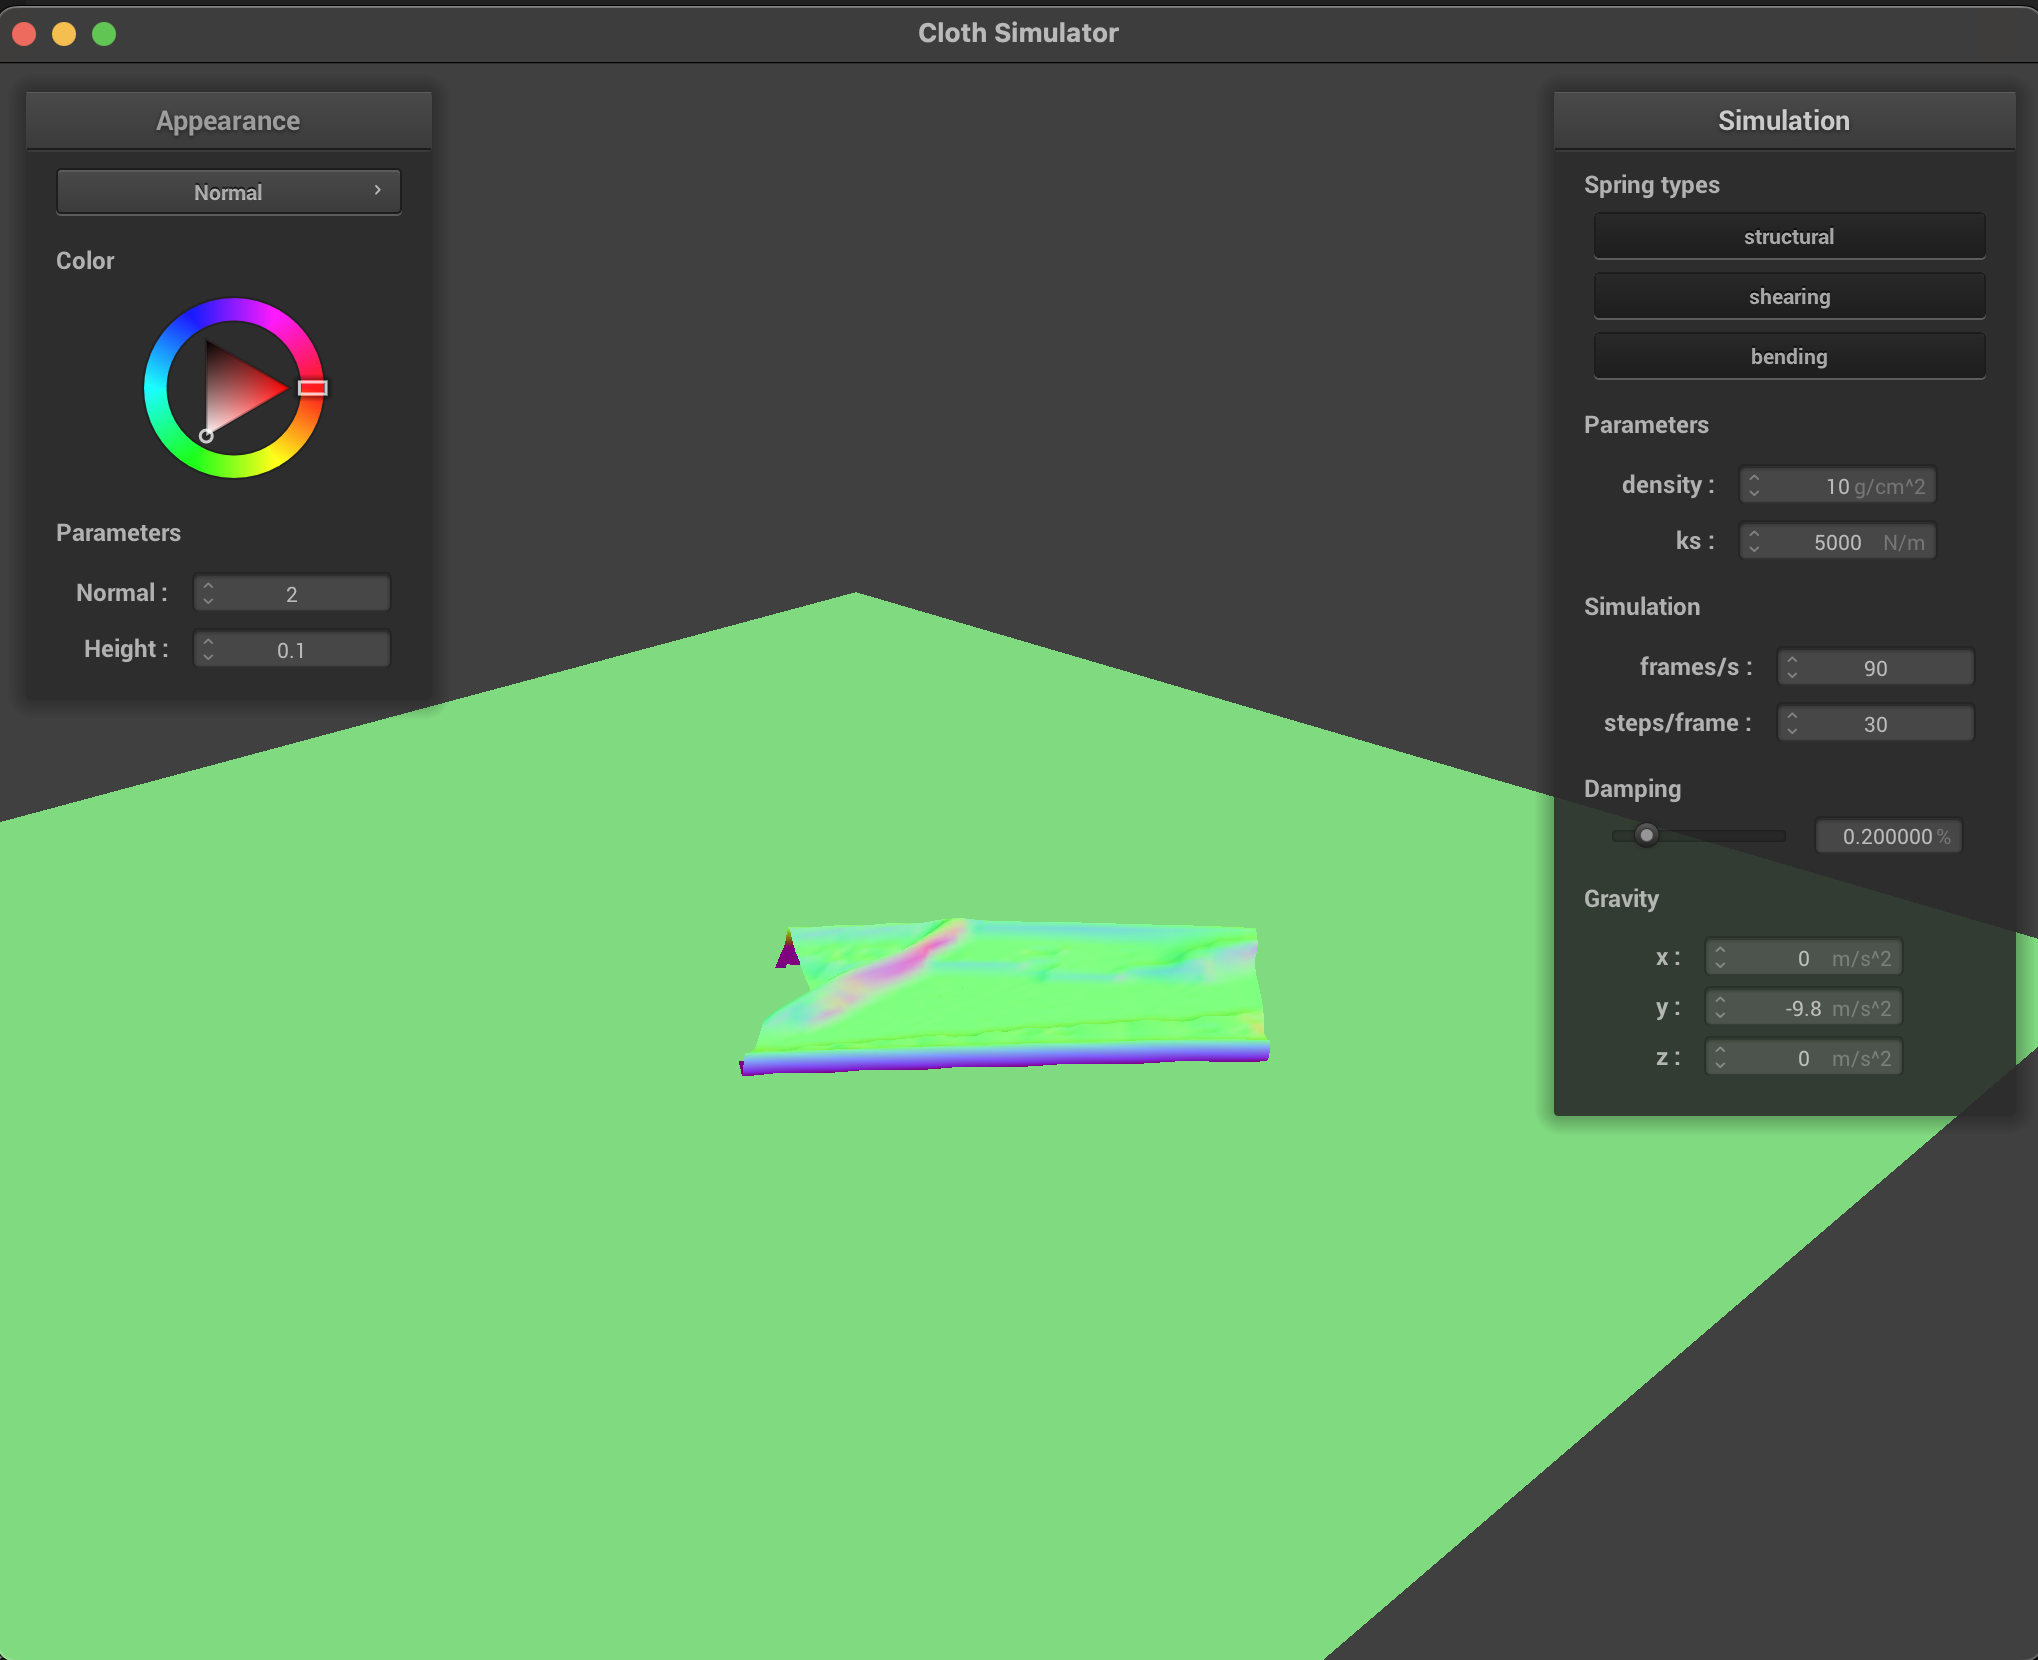 Cloth Simulator
Appearance
Normal
Color
Parameters
Normal : 2
Height : 0.1
Simulation
Spring types
structural
shearing
bending
Parameters
density : 10 g/cm^2
ks : 5000 N/m
Simulation
frames/s : 90
steps/frame : 30
Damping
0.200000 %
Gravity
x : 0 m/s^2
y : -9.8 m/s^2
z : 0 m/s^2